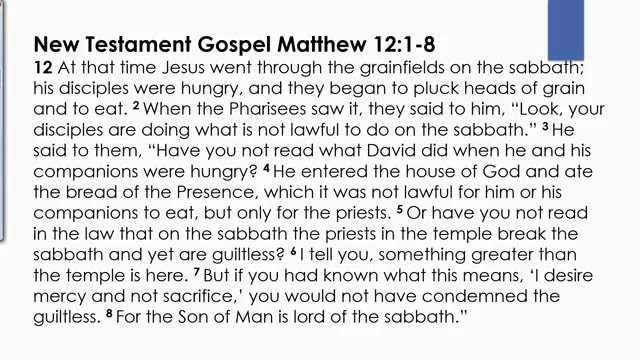 New Testament Gospel Matthew 12:1-8
12 At that time Jesus went through the grainfields on the sabbath;
his disciples were hungry, and they began to pluck heads of grain
and to eat. 2 When the Pharisees saw it, they said to him, “Look, your
disciples are doing what is not lawful to do on the sabbath.” 3 He
said to them, “Have you not read what David did when he and his
companions were hungry? 4 He entered the house of God and ate
the bread of the Presence, which it was not lawful for him or his
companions to eat, but only for the priests. 5 Or have you not read
in the law that on the sabbath the priests in the temple break the
sabbath and yet are guiltless? 6 I tell you, something greater than
the temple is here. 7 But if you had known what this means, ‘I desire
mercy and not sacrifice,’ you would not have condemned the
guiltless. 8 For the Son of Man is lord of the sabbath.”